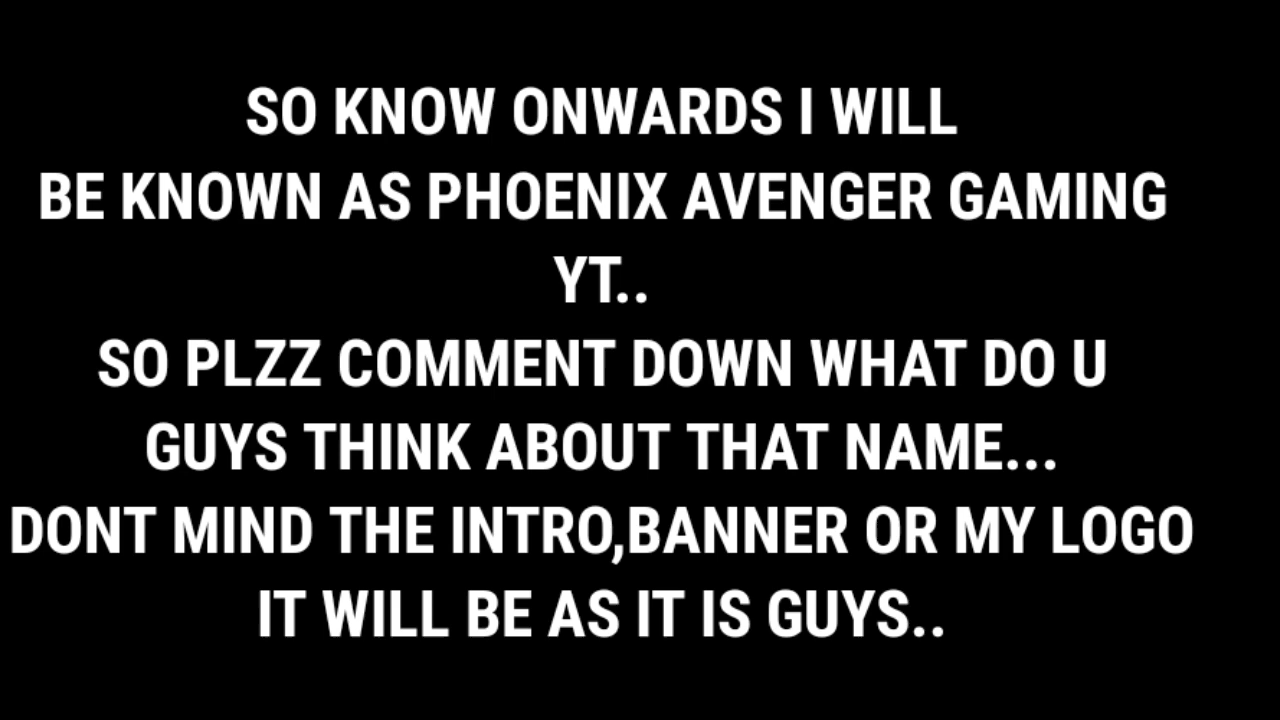 SO KNOW ONWARDS I WILL
BE KNOWN AS PHOENIX AVENGER GAMING
YT..
SO PLZZ COMMENT DOWN WHAT DO U
GUYS THINK ABOUT THAT NAME...
DONT MIND THE INTRO,BANNER OR MY LOGO
IT WILL BE AS IT IS GUYS..